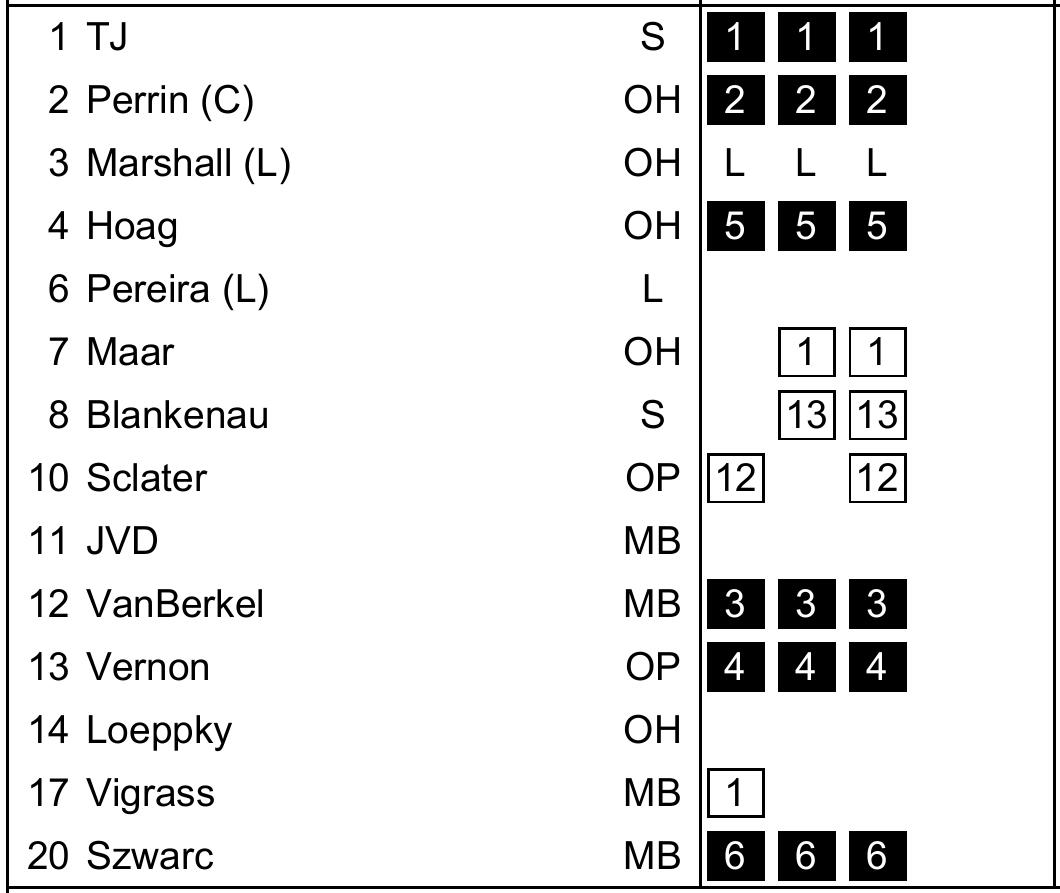 1 TJ S 1 1 1
2 Perrin (C) OH 2 2 2
3 Marshall (L) OH L L L
4 Hoag OH 5 5 5
6 Pereira (L) L
7 Maar OH 1 1
8 Blankenau S 13 13
10 Sclater OP 12 12
11 JVD MB
12 VanBerkel MB 3 3 3
13 Vernon OP 4 4 4
14 Loeppky OH
17 Vigrass MB 1
20 Szwarc MB 6 6 6